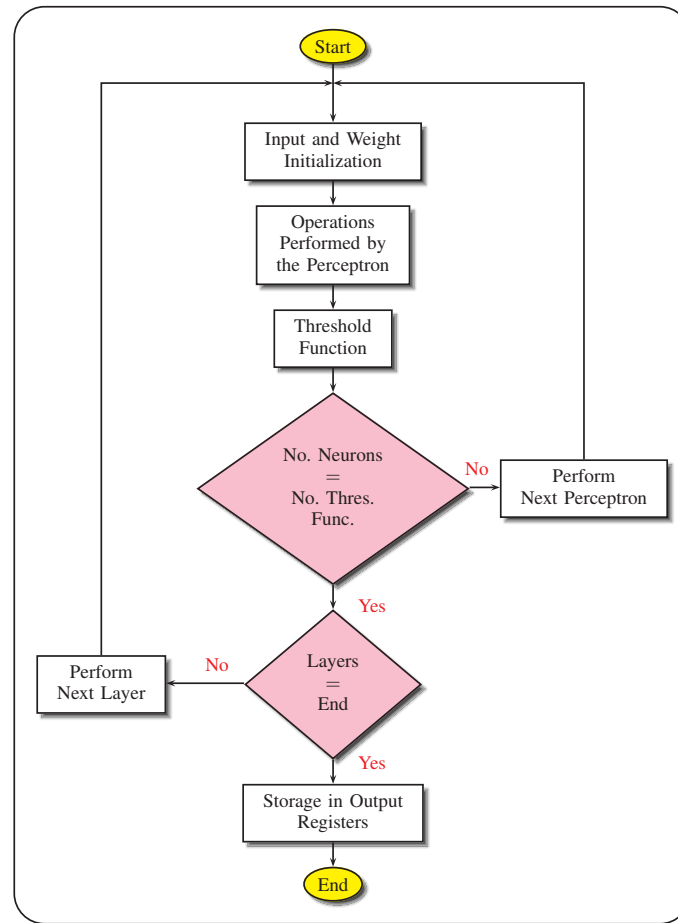 Start
Input and Weight
Initialization
Operations
Performed by
the Perceptron
Threshold
Function
No. Neurons
=
No. Thres.
Func.
No
Perform
Next Perceptron
Yes
Layers
=
End
No
Perform
Next Layer
Yes
Storage in Output
Registers
End